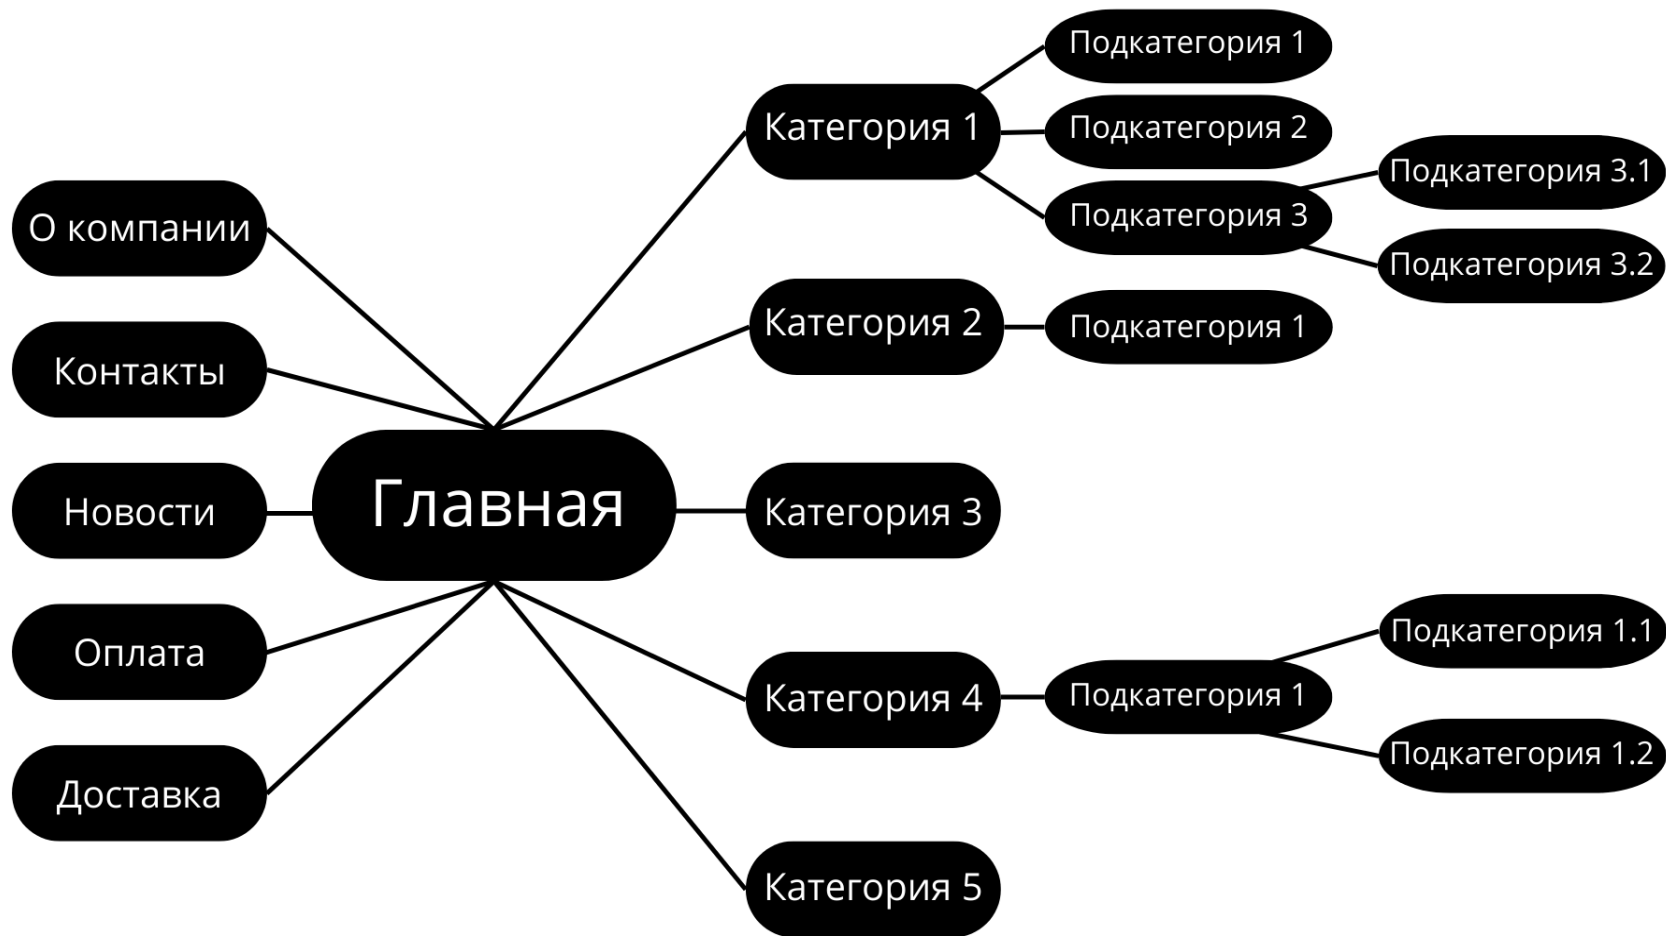 О компании
Контакты
Новости
Оплата
Доставка
Главная
Категория 1
Подкатегория 1
Подкатегория 2
Подкатегория 3
Подкатегория 3.1
Подкатегория 3.2
Категория 2
Подкатегория 1
Категория 3
Категория 4
Подкатегория 1
Подкатегория 1.1
Подкатегория 1.2
Категория 5